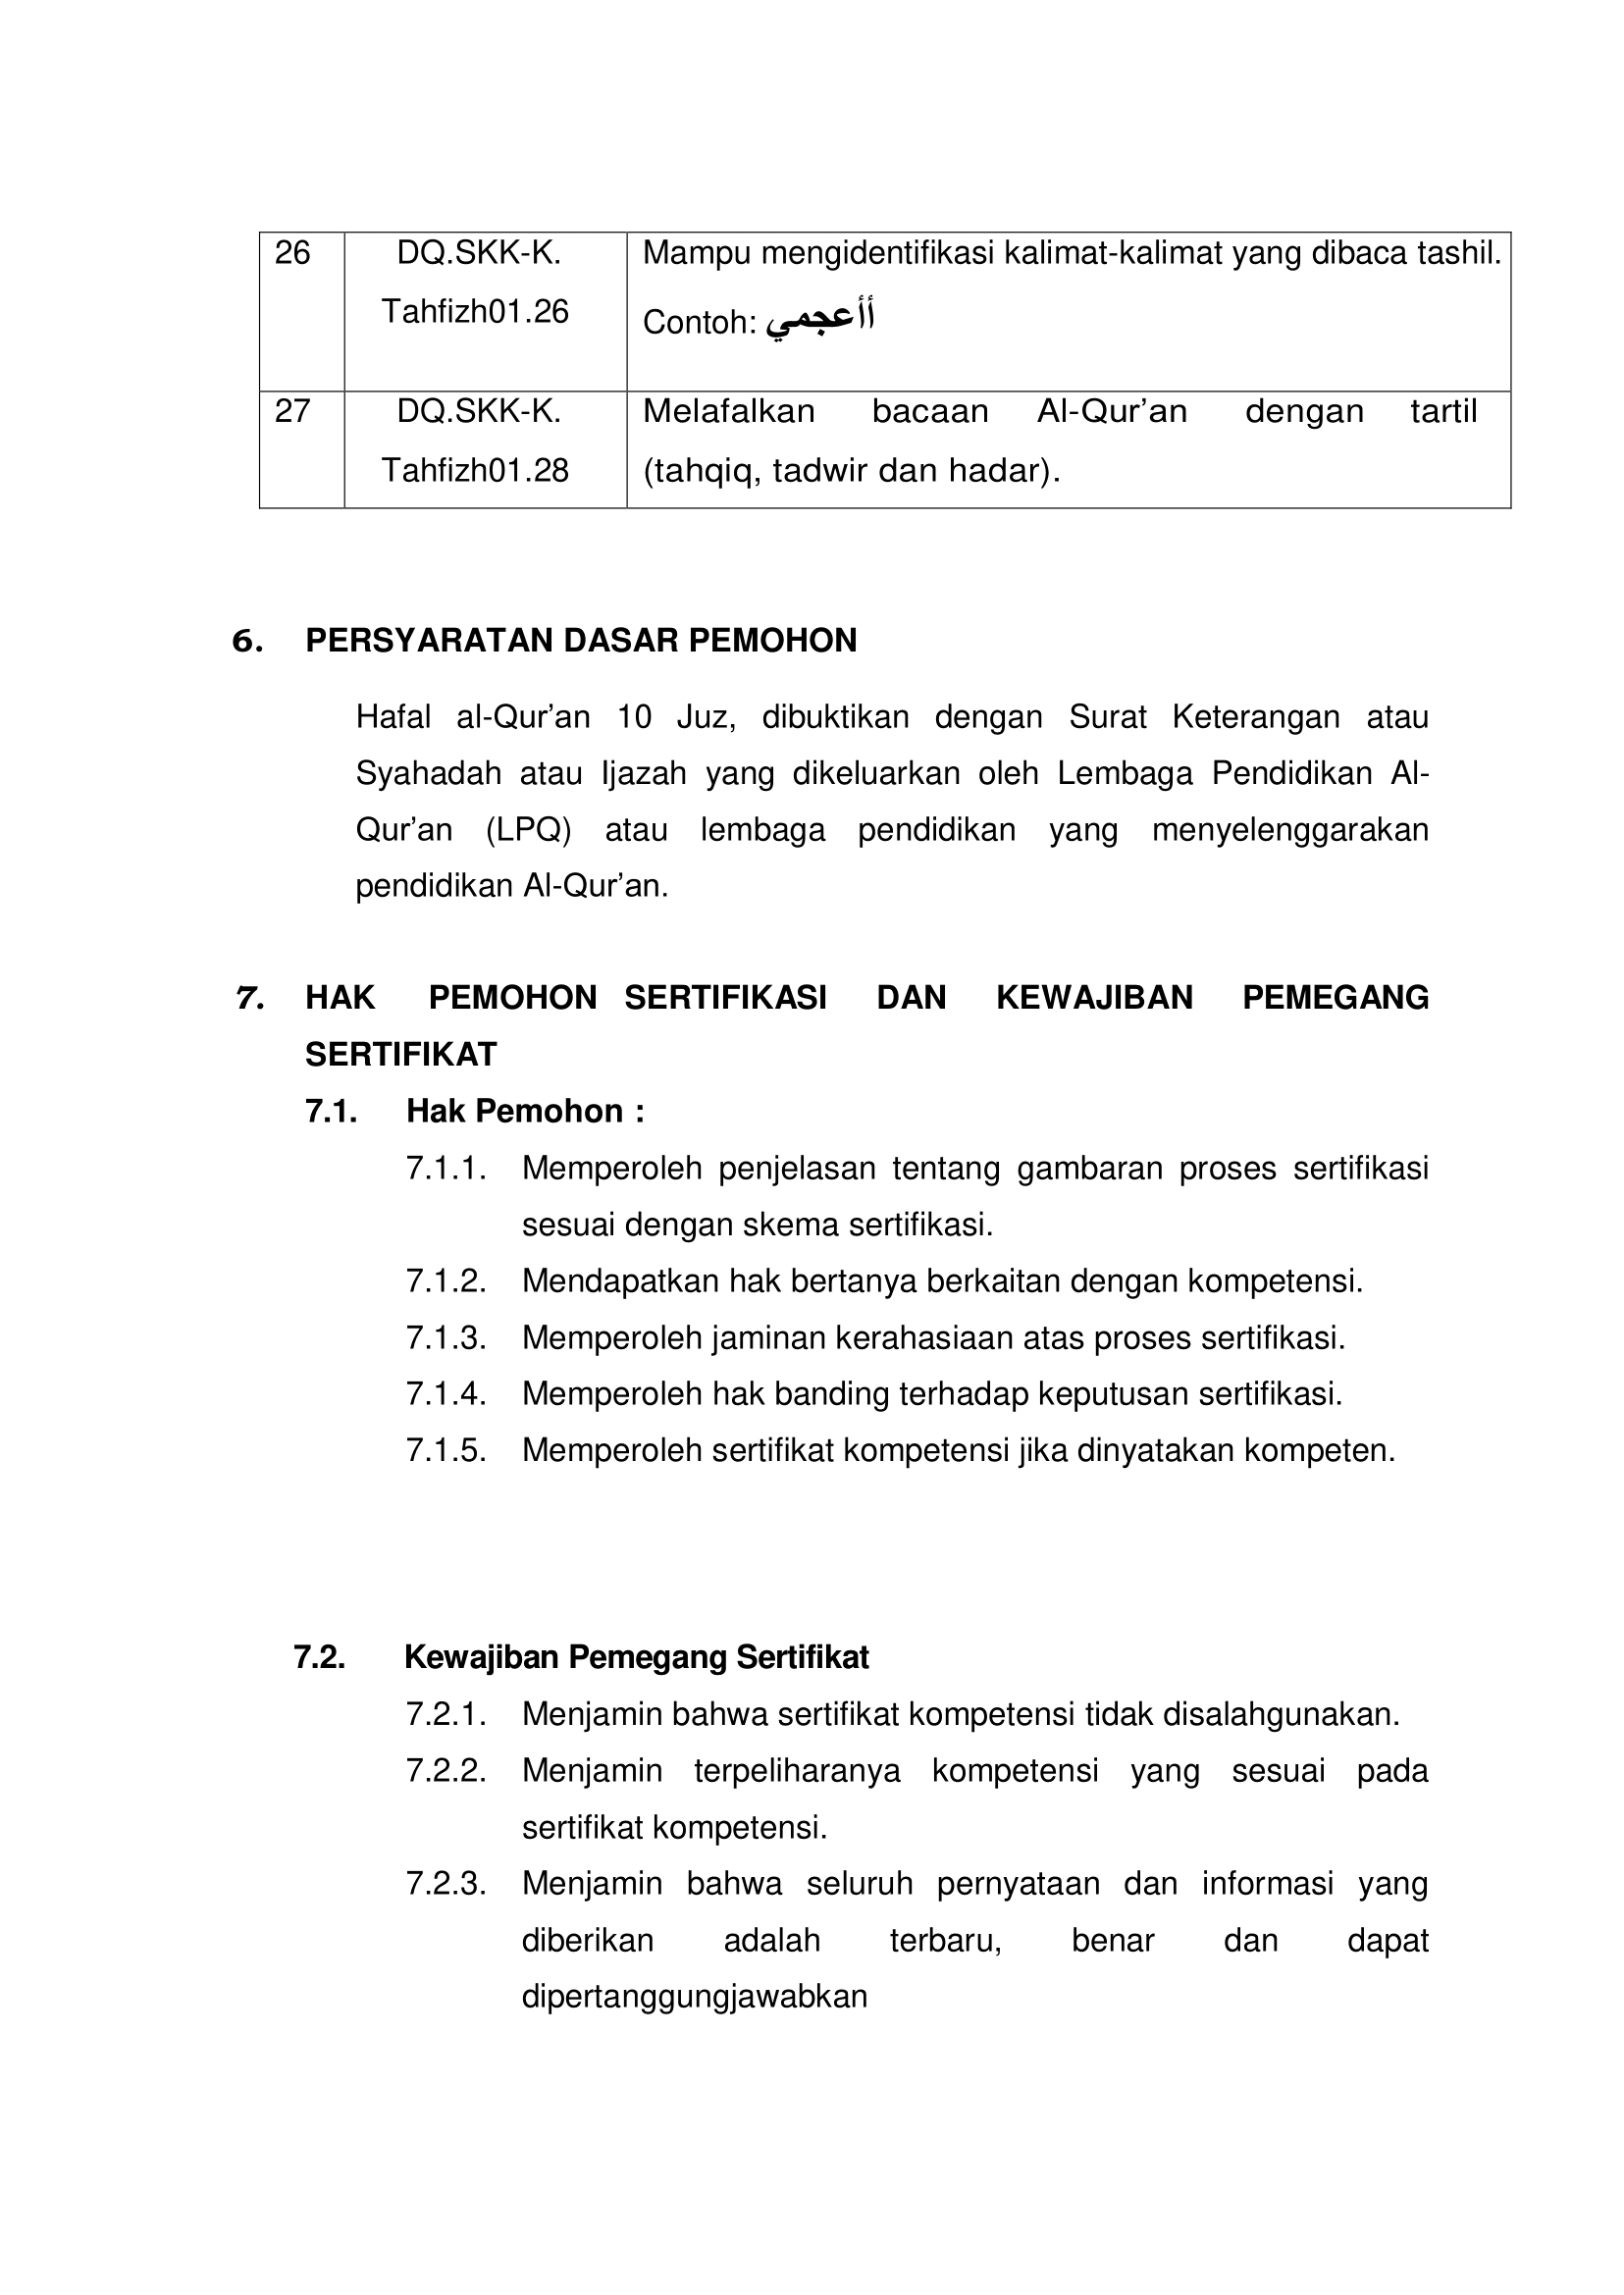 26 DQ.SKK-K. Mampu mengidentifikasi kalimat-kalimat yang dibaca tashil.
Tahfizh01.26 Contoh: أأعجمي
27 DQ.SKK-K. Melafalkan bacaan Al-Qur’an dengan tartil
Tahfizh01.28 (tahqiq, tadwir dan hadar).
6. PERSYARATAN DASAR PEMOHON
Hafal al-Qur’an 10 Juz, dibuktikan dengan Surat Keterangan atau
Syahadah atau Ijazah yang dikeluarkan oleh Lembaga Pendidikan Al-
Qur’an (LPQ) atau lembaga pendidikan yang menyelenggarakan
pendidikan Al-Qur’an.
7. HAK PEMOHON SERTIFIKASI DAN KEWAJIBAN PEMEGANG
SERTIFIKAT
7.1. Hak Pemohon :
7.1.1. Memperoleh penjelasan tentang gambaran proses sertifikasi
sesuai dengan skema sertifikasi.
7.1.2. Mendapatkan hak bertanya berkaitan dengan kompetensi.
7.1.3. Memperoleh jaminan kerahasiaan atas proses sertifikasi.
7.1.4. Memperoleh hak banding terhadap keputusan sertifikasi.
7.1.5. Memperoleh sertifikat kompetensi jika dinyatakan kompeten.
7.2. Kewajiban Pemegang Sertifikat
7.2.1. Menjamin bahwa sertifikat kompetensi tidak disalahgunakan.
7.2.2. Menjamin terpeliharanya kompetensi yang sesuai pada
sertifikat kompetensi.
7.2.3. Menjamin bahwa seluruh pernyataan dan informasi yang
diberikan adalah terbaru, benar dan dapat
dipertanggungjawabkan